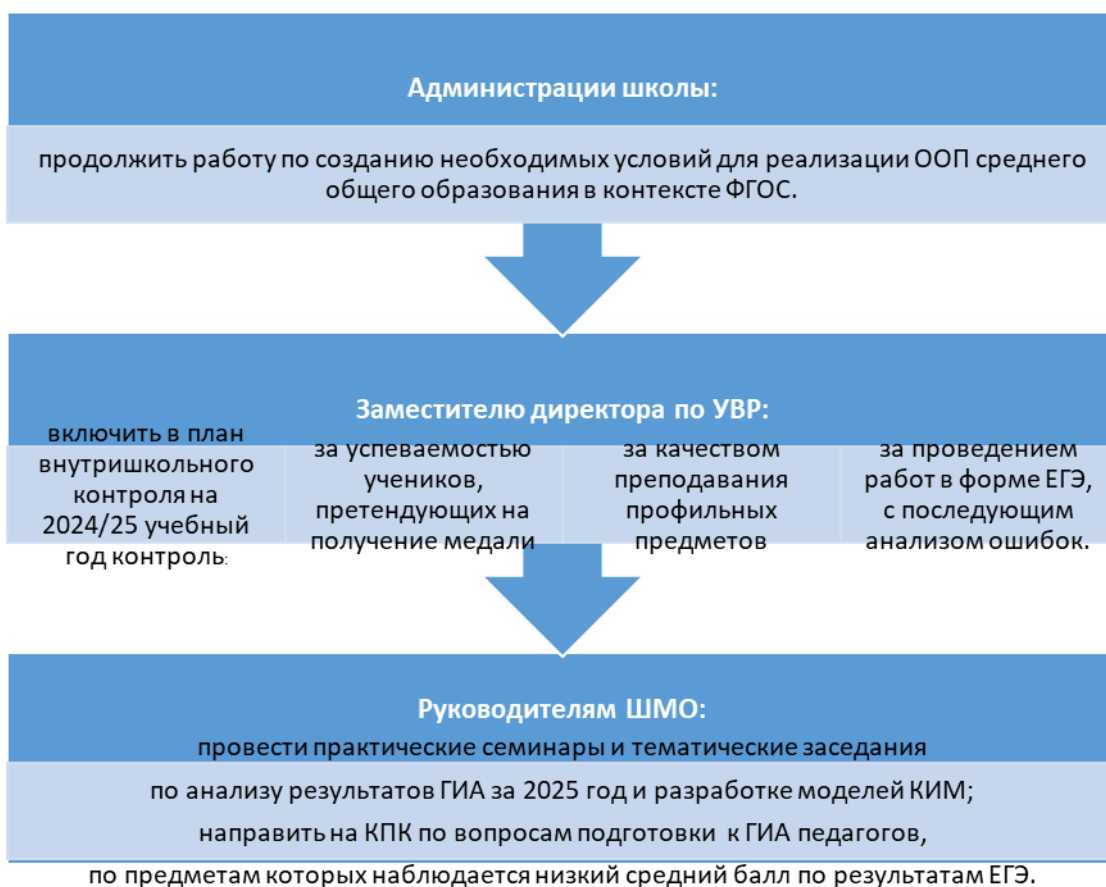 Администрации школы:
продолжить работу по созданию необходимых условий для реализации ООП среднего
общего образования в контексте ФГОС.
Заместителю директора по УВР:
включить в план
внутришкольного
контроля на
2024/25 учебный
год контроль:
за успеваемостью
учеников,
претендующих на
получение медали
за качеством
преподавания
профильных
предметов
за проведением
работ в форме ЕГЭ,
с последующим
анализом ошибок.
Руководителям ШМО:
провести практические семинары и тематические заседания
по анализу результатов ГИА за 2025 год и разработке моделей КИМ;
направить на КПК по вопросам подготовки к ГИА педагогов,
по предметам которых наблюдается низкий средний балл по результатам ЕГЭ.